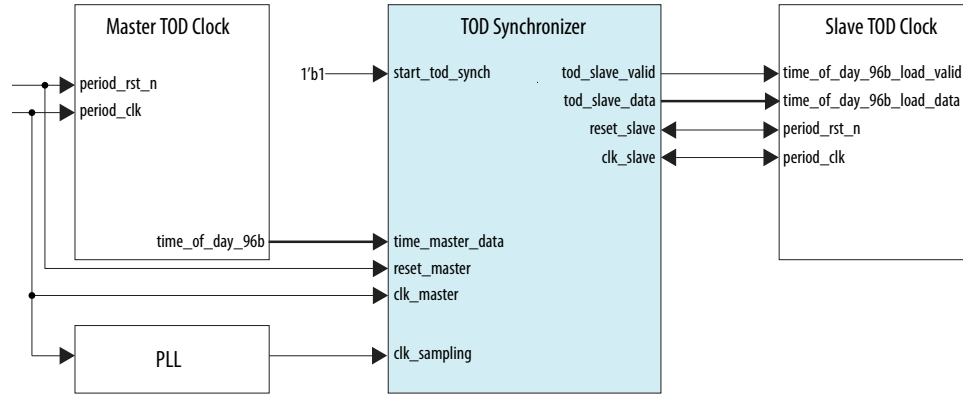 Master TOD Clock
period_rst_n
period_clk
time_of_day_96b
PLL
TOD Synchronizer
1'b1
start_tod_synch
tod_slave_valid
tod_slave_data
reset_slave
clk_slave
time_master_data
reset_master
clk_master
clk_sampling
Slave TOD Clock
time_of_day_96b_load_valid
time_of_day_96b_load_data
period_rst_n
period_clk